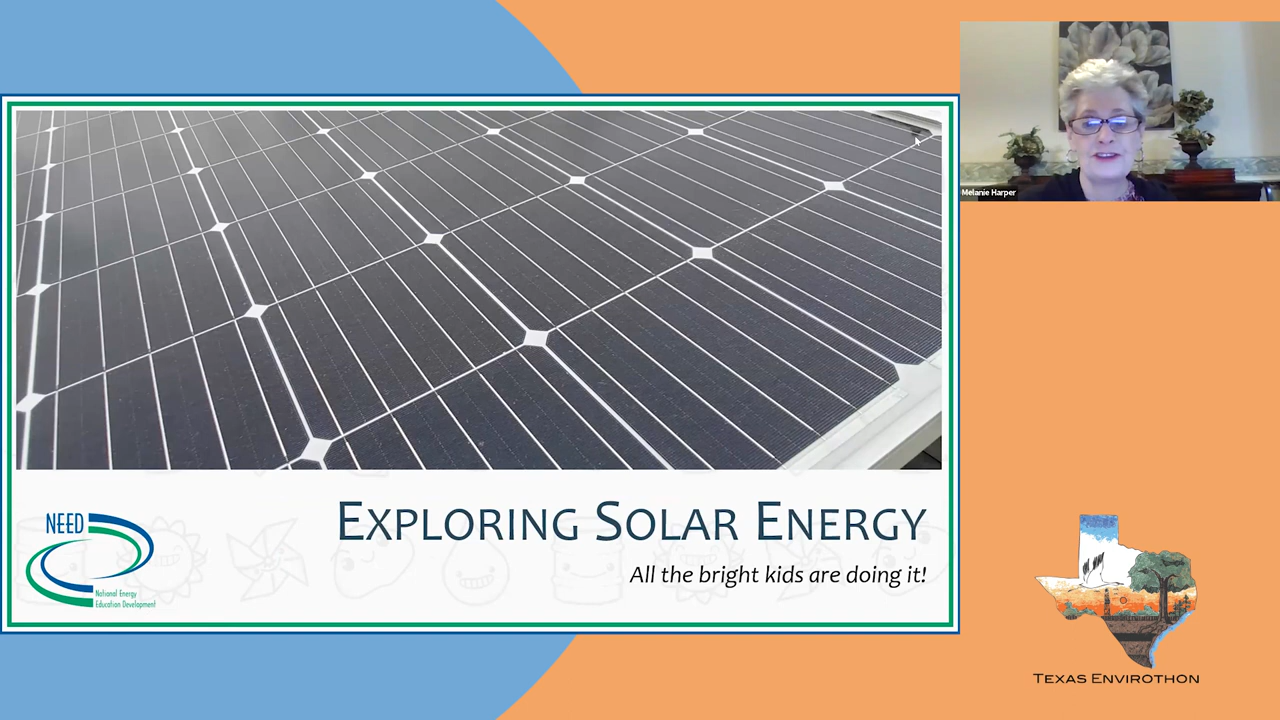 Melanie Harper
EXPLORING SOLAR ENERGY
All the bright kids are doing it!
NEED
National Energy
Education Development
TEXAS ENVIROTHON